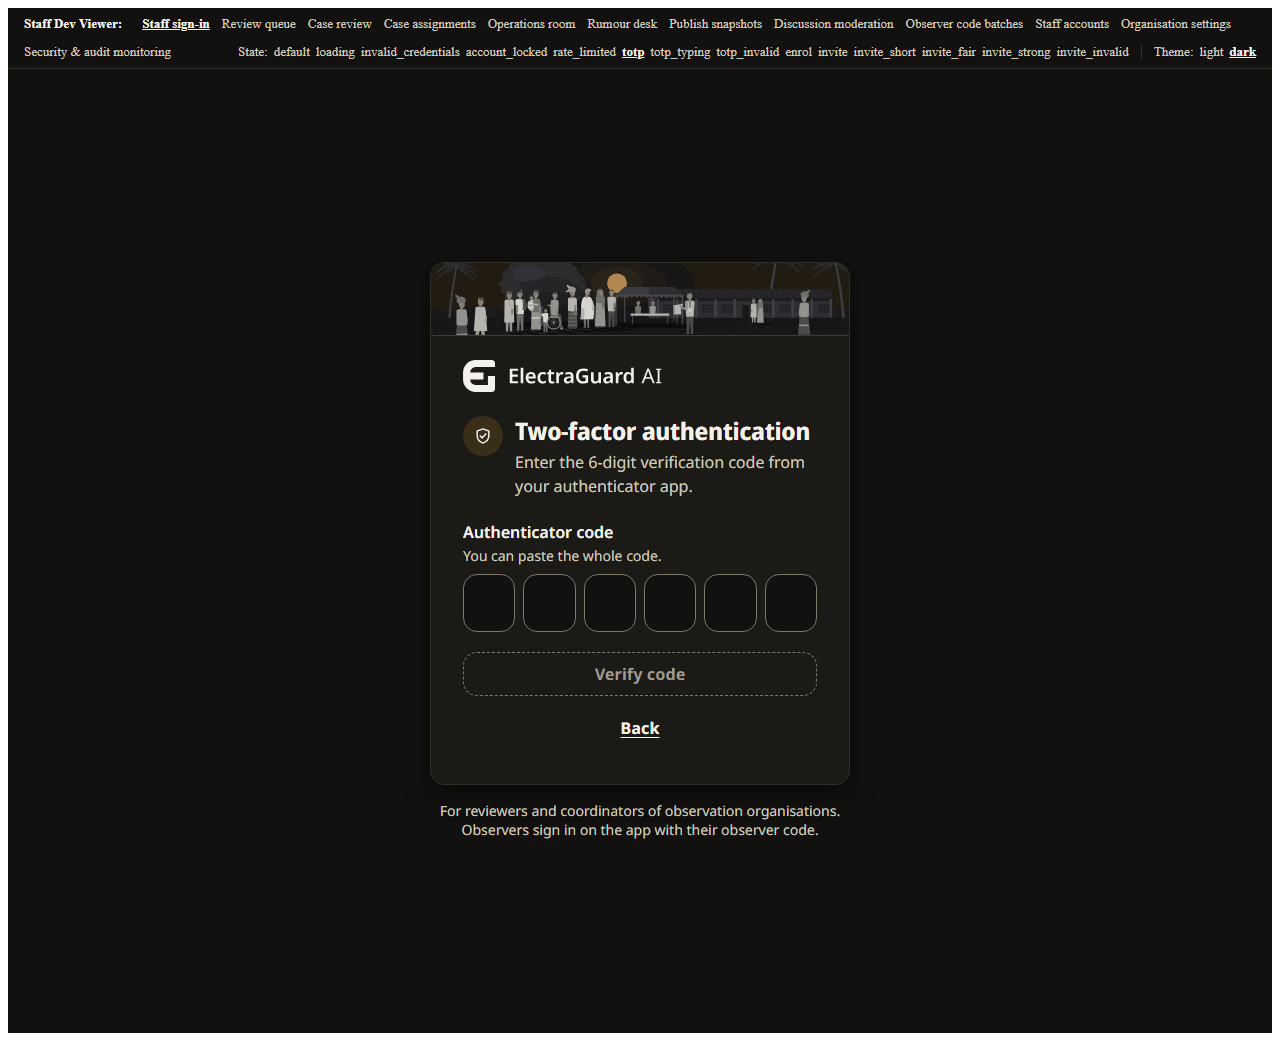 Staff Dev Viewer: Staff sign-in Review queue Case review Case assignments Operations room Rumour desk Publish snapshots Discussion moderation Observer code batches Staff accounts Organisation settings
Security & audit monitoring State: default loading invalid_credentials account_locked rate_limited totp totp_typing totp_invalid enrol invite invite_short invite_fair invite_strong invite_invalid Theme: light dark
ElectraGuard AI
Two-factor authentication
Enter the 6-digit verification code from
your authenticator app.
Authenticator code
You can paste the whole code.
Verify code
Back
For reviewers and coordinators of observation organisations.
Observers sign in on the app with their observer code.